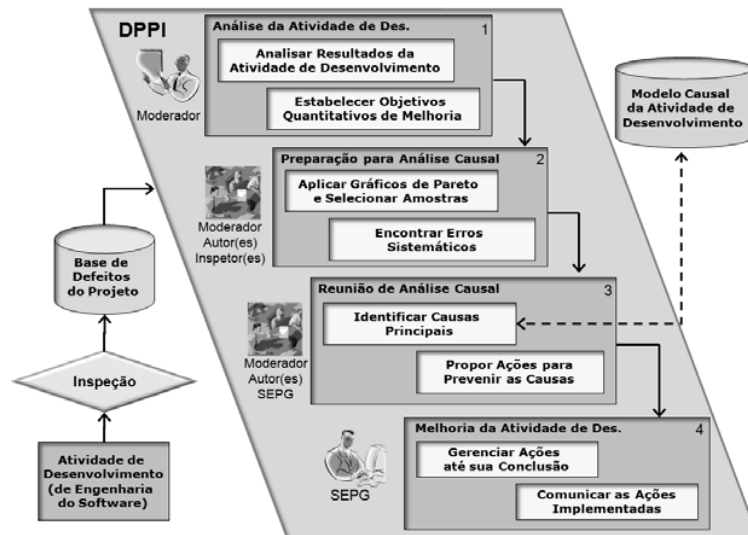 DPPI
Análise da Atividade de Des.
1
Analisar Resultados da
Atividade de Desenvolvimento
Estabelecer Objetivos
Quantitativos de Melhoria
Moderador
Modelo Causal
da Atividade de
Desenvolvimento
Preparação para Análise Causal
2
Aplicar Gráficos de Pareto
e Selecionar Amostras
Encontrar Erros
Sistemáticos
Moderador
Autor(es)
Inspetor(es)
Base de
Defeitos
do Projeto
Reunião de Análise Causal
3
Identificar Causas
Principais
Propor Ações para
Prevenir as Causas
Moderador
Autor(es)
SEPG
Inspeção
Melhoria da Atividade de Des.
4
Gerenciar Ações
até sua Conclusão
Comunicar as Ações
Implementadas
SEPG
Atividade de
Desenvolvimento
(de Engenharia
do Software)